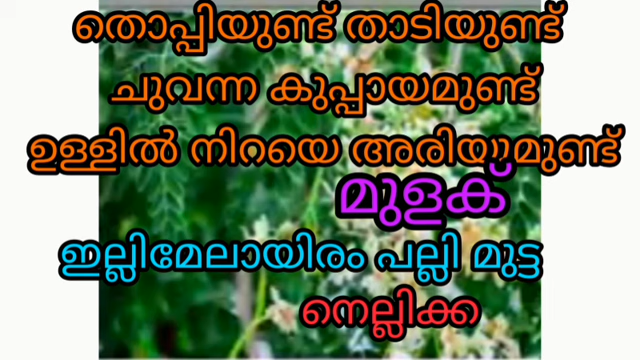 തൊപ്പിയുണ്ട് താടിയുണ്ട്
ചുവന്ന കുപ്പായമുണ്ട്
ഉള്ളിൽ നിറയെ അരിയുമുണ്ട്
മുളക്
ഇല്ലിമേലായിരം പല്ലി മുട്ട
നെല്ലിക്ക